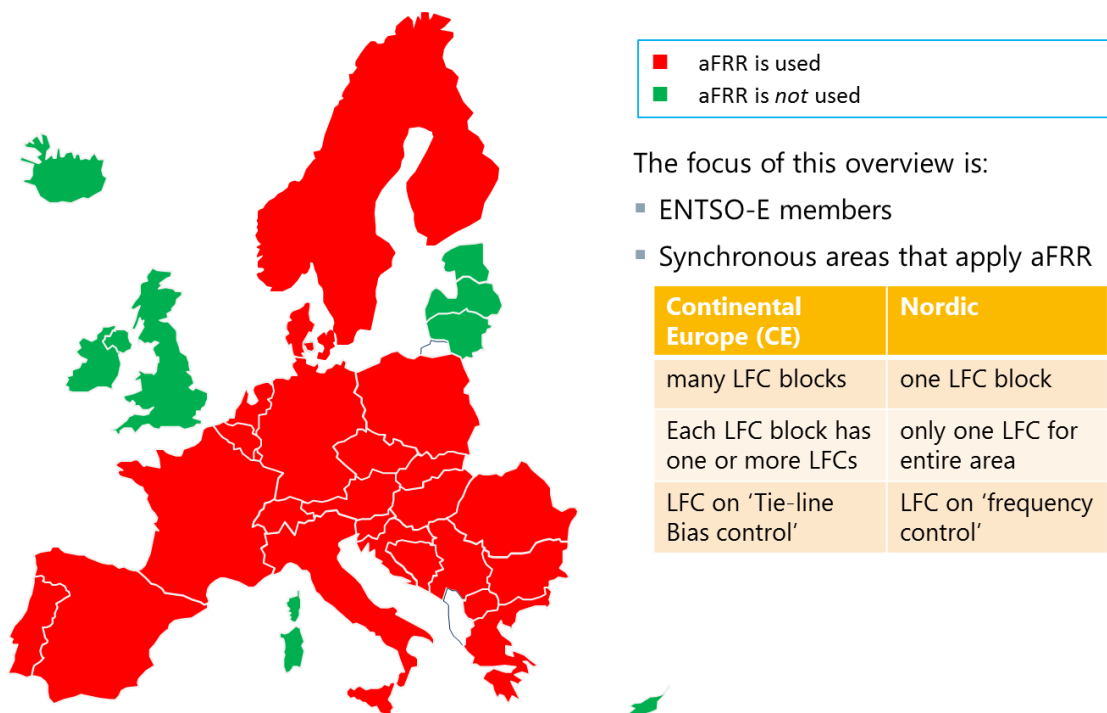 aFRR is used
aFRR is not used
The focus of this overview is:
ENTSO-E members
Synchronous areas that apply aFRR
Continental
Europe (CE)
Nordic
many LFC blocks
one LFC block
Each LFC block has
one or more LFCs
only one LFC for
entire area
LFC on ‘Tie-line
Bias control’
LFC on ‘frequency
control’